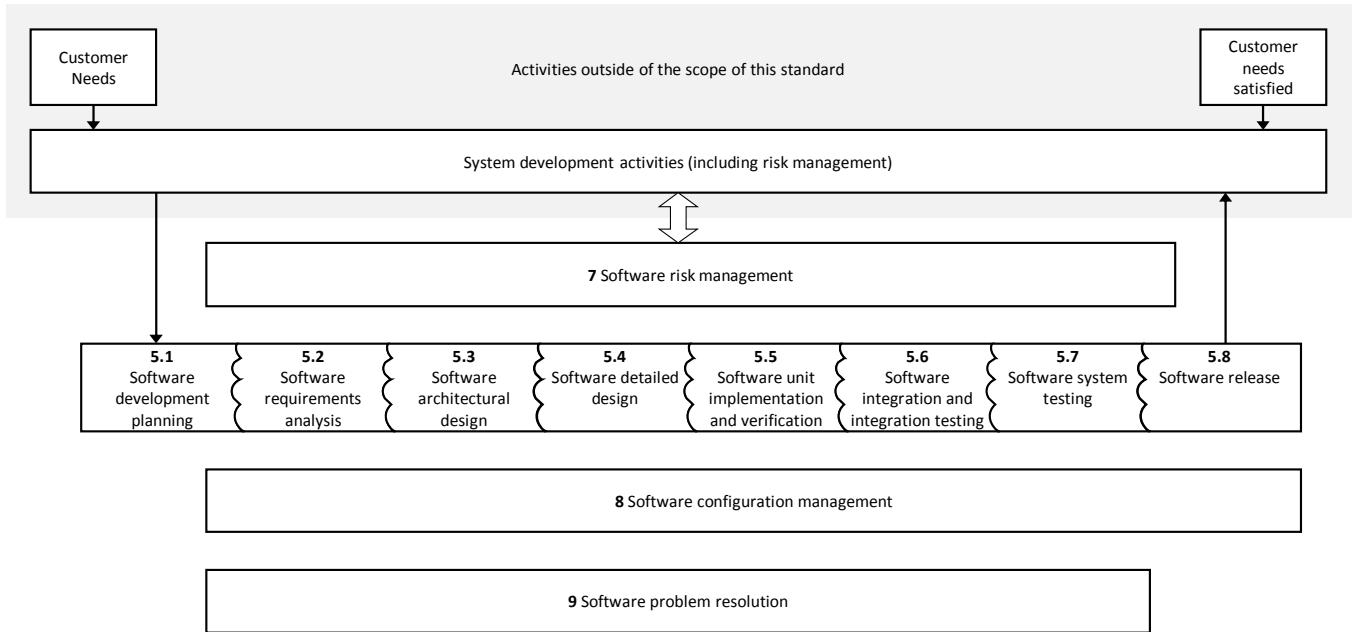 Customer
Needs
Activities outside of the scope of this standard
Customer
needs
satisfied
System development activities (including risk management)
7 Software risk management
5.1
Software
development
planning
5.2
Software
requirements
analysis
5.3
Software
architectural
design
5.4
Software detailed
design
5.5
Software unit
implementation
and verification
5.6
Software
integration and
integration testing
5.7
Software system
testing
5.8
Software release
8 Software configuration management
9 Software problem resolution